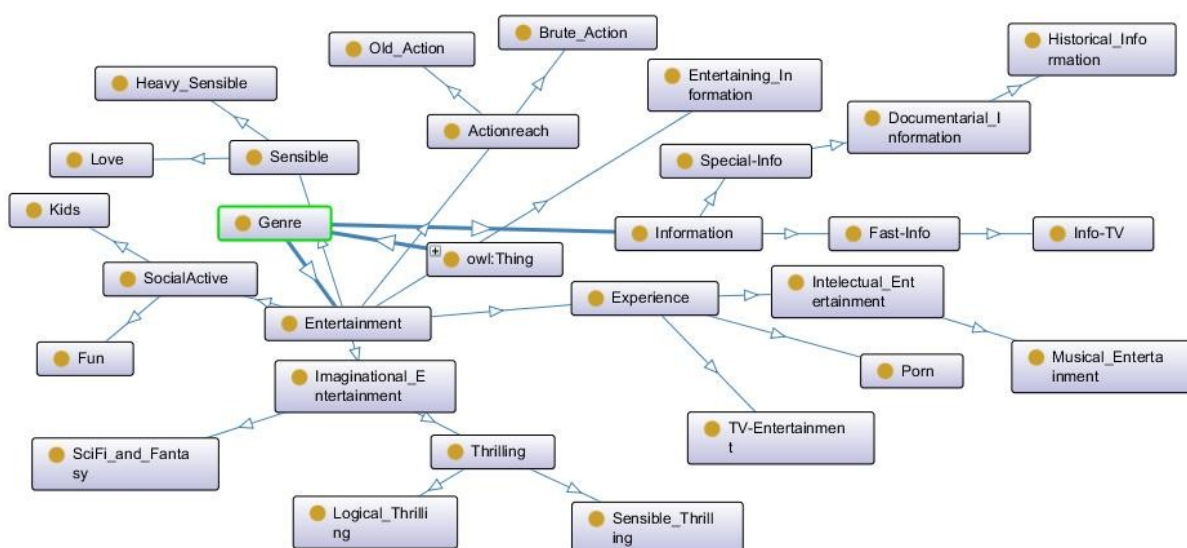 Old_Action
Brute_Action
Historical_Info
rmation
Heavy_Sensible
Entertaining_In
formation
Actionreach
Documentarial_I
nformation
Love
Sensible
Special-Info
Kids
Genre
Information
Fast-Info
Info-TV
owl:Thing
SocialActive
Experience
Intelectual_Ent
ertainment
Entertainment
Fun
Imaginational_E
ntertainment
Porn
Musical_Enterta
inment
TV-Entertainmen
t
SciFi_and_Fanta
sy
Thrilling
Logical_Thrilli
ng
Sensible_Thril
ling